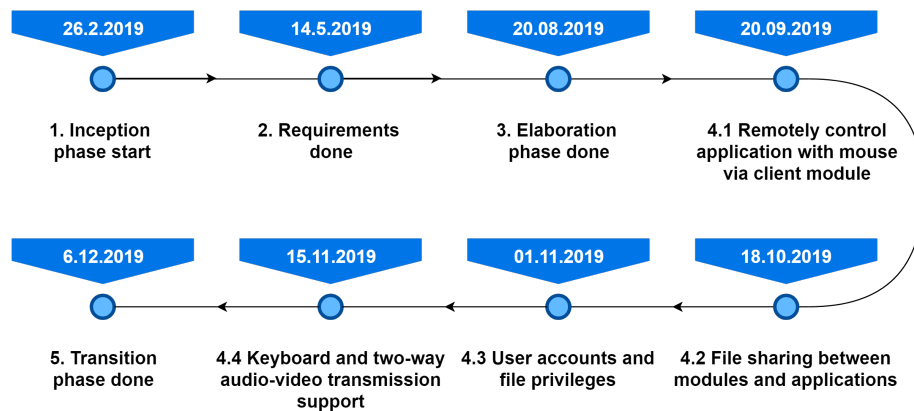 26.2.2019
14.5.2019
20.08.2019
20.09.2019
1. Inception
phase start
2. Requirements
done
3. Elaboration
phase done
4.1 Remotely control
application with mouse
via client module
6.12.2019
15.11.2019
01.11.2019
18.10.2019
5. Transition
phase done
4.4 Keyboard and two-way
audio-video transmission
support
4.3 User accounts and
file privileges
4.2 File sharing between
modules and applications